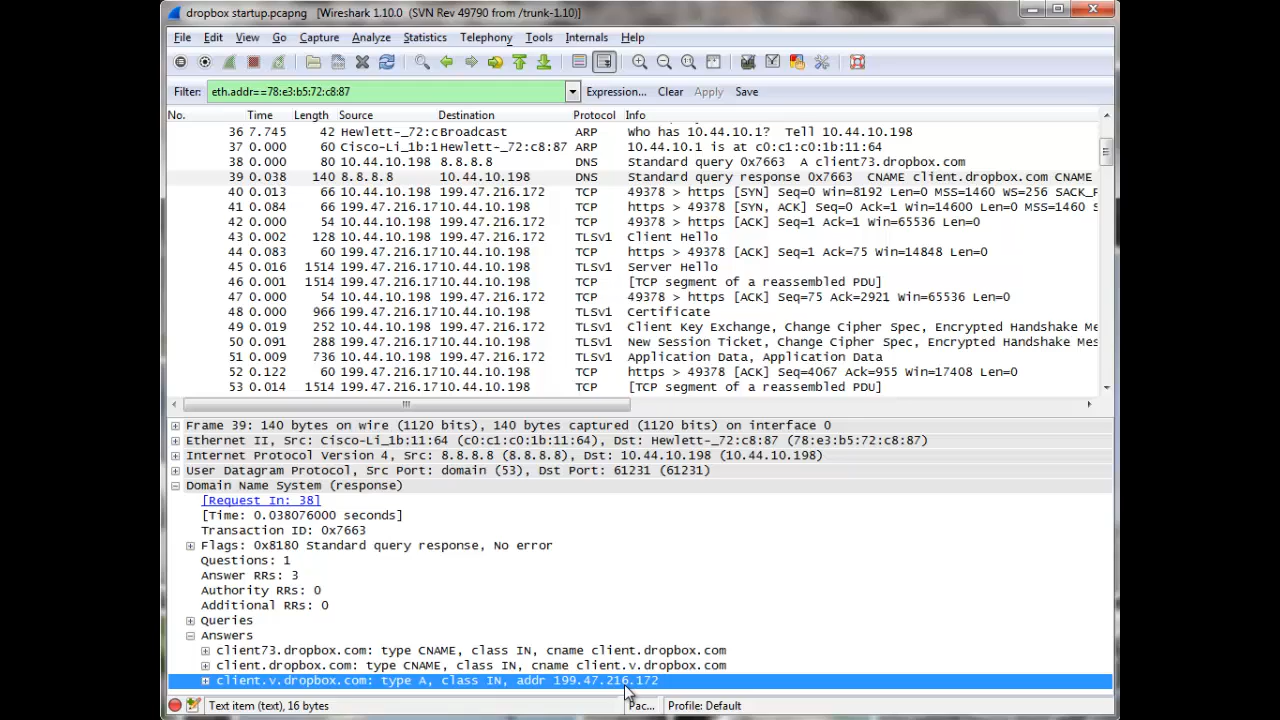 dropbox startup.pcapng [Wireshark 1.10.0 (SVN Rev 49790 from /trunk-1.10)]
File Edit View Go Capture Analyze Statistics Telephony Tools Internals Help
Filter: eth.addr==78:e3:b5:72:c8:87 Expression... Clear Apply Save
No. Time Length Source Destination Protocol Info
36 7.745 42 Hewlett-_72:c Broadcast ARP Who has 10.44.10.1? Tell 10.44.10.198
37 0.000 60 Cisco-Li_1b:1 Hewlett-_72:c8:87 ARP 10.44.10.1 is at c0:c1:c0:1b:11:64
38 0.000 80 10.44.10.198 8.8.8.8 DNS Standard query 0x7663 A client73.dropbox.com
39 0.038 140 8.8.8.8 10.44.10.198 DNS Standard query response 0x7663 CNAME client.dropbox.com CNAME
40 0.013 66 10.44.10.198 199.47.216.172 TCP 49378 > https [SYN] Seq=0 Win=8192 Len=0 MSS=1460 WS=256 SACK_P
41 0.084 66 199.47.216.17 10.44.10.198 TCP https > 49378 [SYN, ACK] Seq=0 Ack=1 Win=14600 Len=0 MSS=1460 S
42 0.000 54 10.44.10.198 199.47.216.172 TCP 49378 > https [ACK] Seq=1 Ack=1 Win=65536 Len=0
43 0.002 128 10.44.10.198 199.47.216.172 TLSv1 Client Hello
44 0.083 60 199.47.216.17 10.44.10.198 TCP https > 49378 [ACK] Seq=1 Ack=75 Win=14848 Len=0
45 0.016 1514 199.47.216.17 10.44.10.198 TLSv1 Server Hello
46 0.001 1514 199.47.216.17 10.44.10.198 TCP [TCP segment of a reassembled PDU]
47 0.000 54 10.44.10.198 199.47.216.172 TCP 49378 > https [ACK] Seq=75 Ack=2921 Win=65536 Len=0
48 0.000 966 199.47.216.17 10.44.10.198 TLSv1 Certificate
49 0.019 252 10.44.10.198 199.47.216.172 TLSv1 Client Key Exchange, Change Cipher Spec, Encrypted Handshake Me
50 0.091 288 199.47.216.17 10.44.10.198 TLSv1 New Session Ticket, Change Cipher Spec, Encrypted Handshake Mes
51 0.009 736 10.44.10.198 199.47.216.172 TLSv1 Application Data, Application Data
52 0.122 60 199.47.216.17 10.44.10.198 TCP https > 49378 [ACK] Seq=4067 Ack=955 Win=17408 Len=0
53 0.014 1514 199.47.216.17 10.44.10.198 TCP [TCP segment of a reassembled PDU]
Frame 39: 140 bytes on wire (1120 bits), 140 bytes captured (1120 bits) on interface 0
Ethernet II, Src: Cisco-Li_1b:11:64 (c0:c1:c0:1b:11:64), Dst: Hewlett-_72:c8:87 (78:e3:b5:72:c8:87)
Internet Protocol Version 4, Src: 8.8.8.8 (8.8.8.8), Dst: 10.44.10.198 (10.44.10.198)
User Datagram Protocol, Src Port: domain (53), Dst Port: 61231 (61231)
Domain Name System (response)
[Request In: 38]
[Time: 0.038076000 seconds]
Transaction ID: 0x7663
Flags: 0x8180 Standard query response, No error
Questions: 1
Answer RRs: 3
Authority RRs: 0
Additional RRs: 0
Queries
Answers
client73.dropbox.com: type CNAME, class IN, cname client.dropbox.com
client.dropbox.com: type CNAME, class IN, cname client.v.dropbox.com
client.v.dropbox.com: type A, class IN, addr 199.47.216.172
Text item (text), 16 bytes Pac... Profile: Default